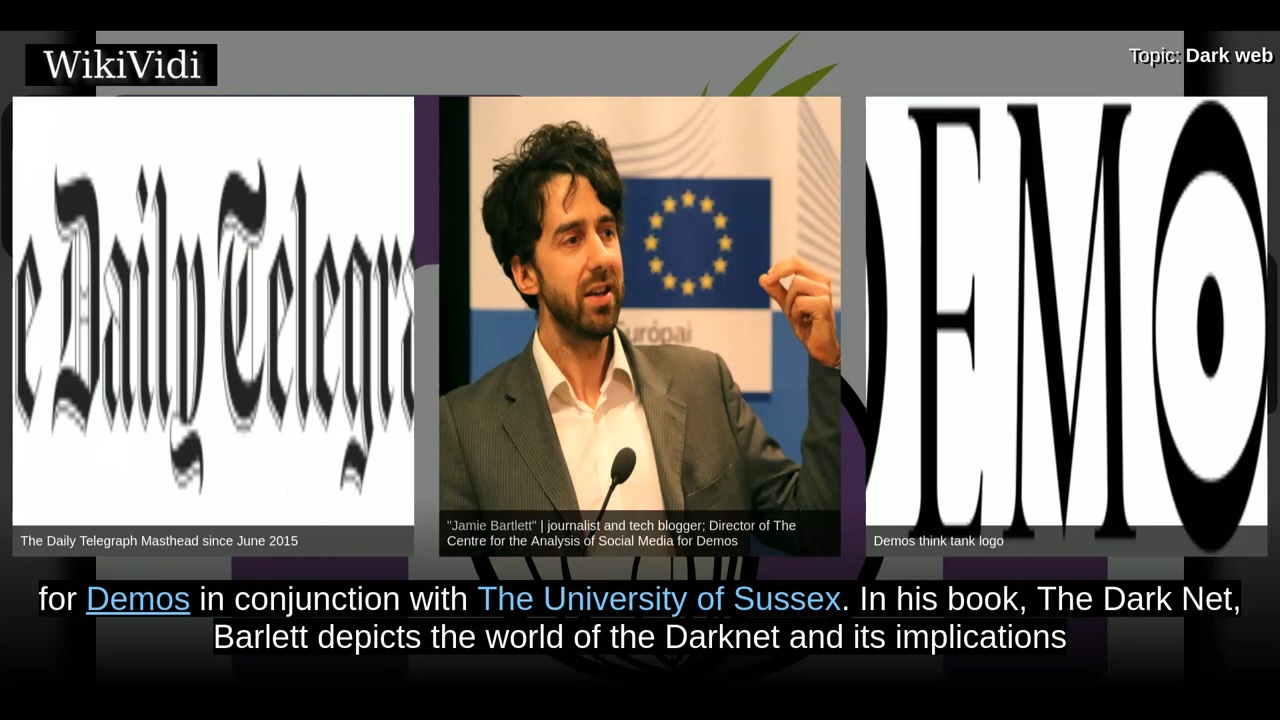 WikiVidi
Topic: Dark web
e Daily Telegra
Európai
EMO
The Daily Telegraph Masthead since June 2015
"Jamie Bartlett" | journalist and tech blogger; Director of The
Centre for the Analysis of Social Media for Demos
Demos think tank logo
for Demos in conjunction with The University of Sussex. In his book, The Dark Net,
Barlett depicts the world of the Darknet and its implications